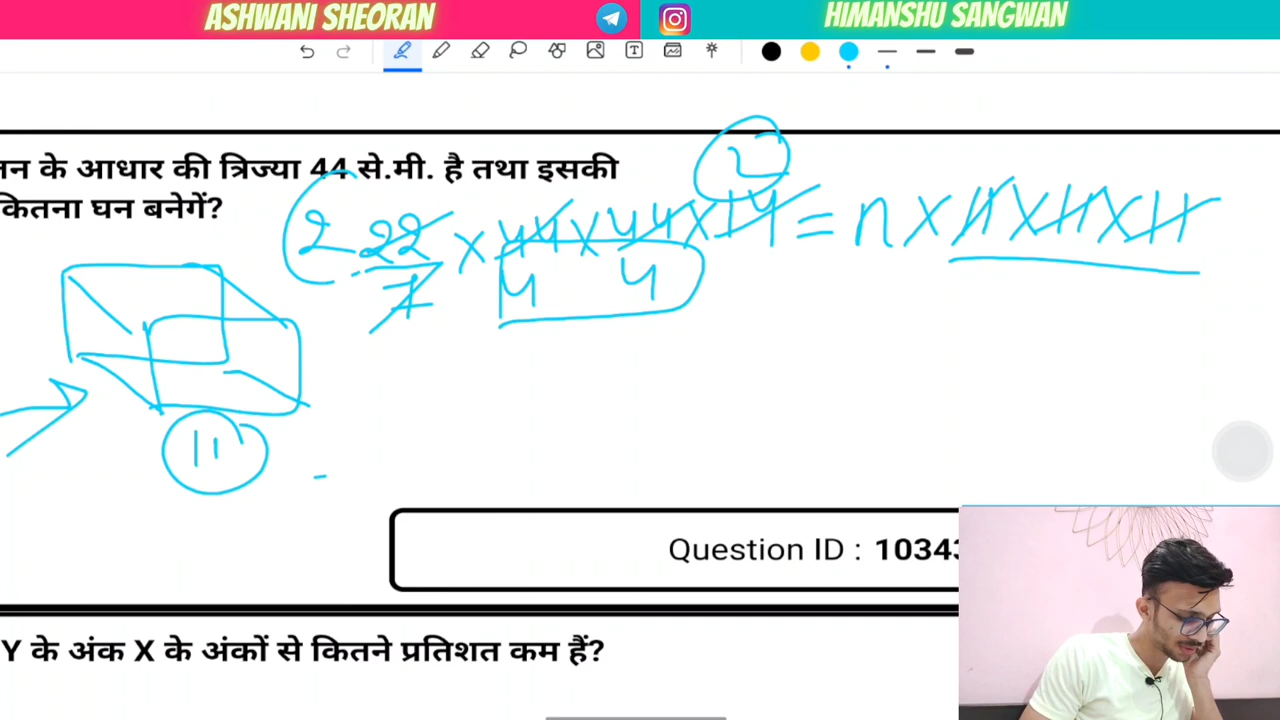 ASHWANI SHEORAN
HIMANSHU SANGWAN
के आधार की त्रिज्या 44 से.मी. है तथा इसकी
कितना घन बनेगें?
2
2 22/7 × 44 × 44 × 14 = n × 11 × 11 × 11
4 4
11
Question ID : 1034
Y के अंक X के अंकों से कितने प्रतिशत कम हैं?